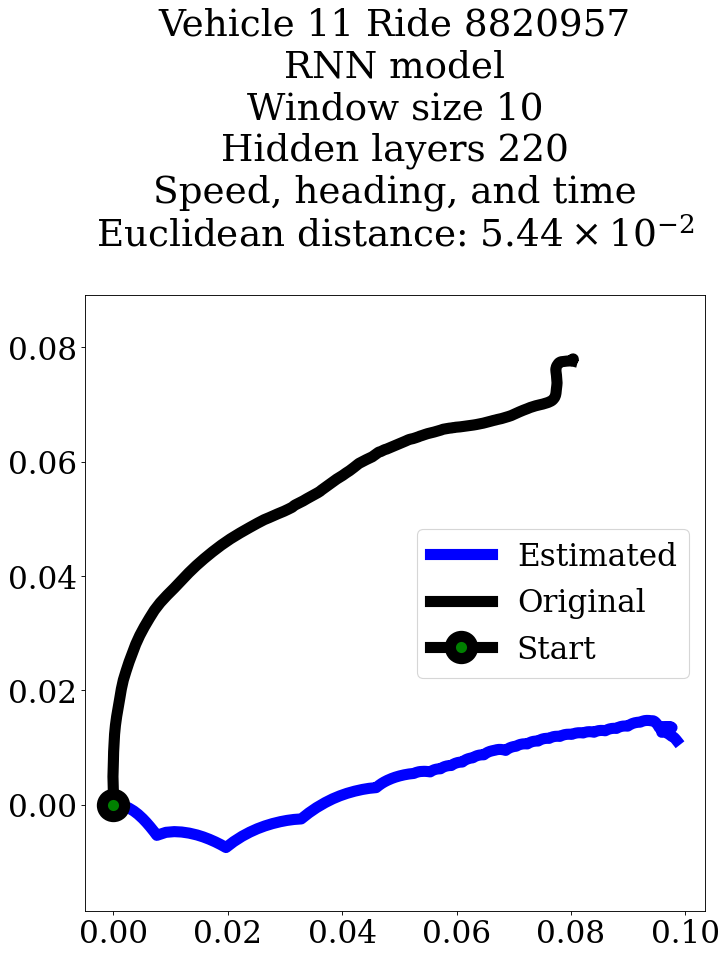 Vehicle 11 Ride 8820957
RNN model
Window size 10
Hidden layers 220
Speed, heading, and time
Euclidean distance: 5.44 × 10⁻²
0.08
0.06
0.04
0.02
0.00
Estimated
Original
Start
0.00 0.02 0.04 0.06 0.08 0.10